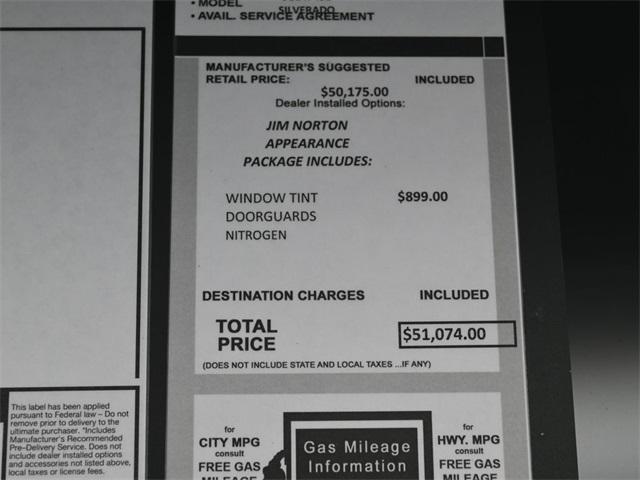 • MODEL
SILVERADO
• AVAIL. SERVICE AGREEMENT
MANUFACTURER'S SUGGESTED
RETAIL PRICE: INCLUDED
$50,175.00
Dealer Installed Options:
JIM NORTON
APPEARANCE
PACKAGE INCLUDES:
WINDOW TINT $899.00
DOORGUARDS
NITROGEN
DESTINATION CHARGES INCLUDED
TOTAL
PRICE
$51,074.00
(DOES NOT INCLUDE STATE AND LOCAL TAXES ...IF ANY)
This label has been applied
pursuant to Federal law – Do not
remove prior to delivery to the
ultimate purchaser. *Includes
Manufacturer's Recommended
Pre-Delivery Service. Does not
include dealer installed options
and accessories not listed above,
local taxes or license fees.
for
CITY MPG
consult
FREE GAS
MILEAGE
Gas Mileage
Information
for
HWY. MPG
consult
FREE GAS
MILEAGE